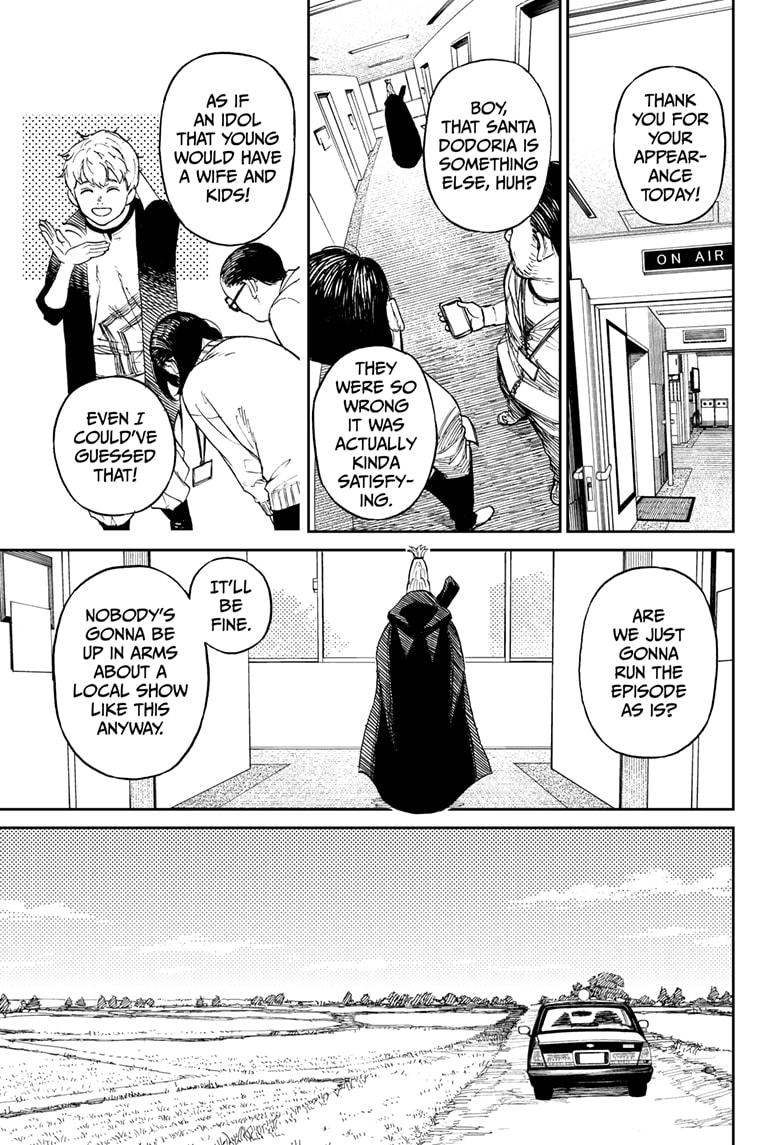 THANK
YOU FOR
YOUR
APPEAR-
ANCE
TODAY!
ON AIR
BOY,
THAT SANTA
DODORIA IS
SOMETHING
ELSE, HUH?
THEY
WERE SO
WRONG
IT WAS
ACTUALLY
KINDA
SATISFY-
ING.
AS IF
AN IDOL
THAT YOUNG
WOULD HAVE
A WIFE AND
KIDS!
EVEN I
COULD'VE
GUESSED
THAT!
ARE
WE JUST
GONNA
RUN THE
EPISODE
AS IS?
IT'LL
BE
FINE.
NOBODY'S
GONNA BE
UP IN ARMS
ABOUT A
LOCAL SHOW
LIKE THIS
ANYWAY.